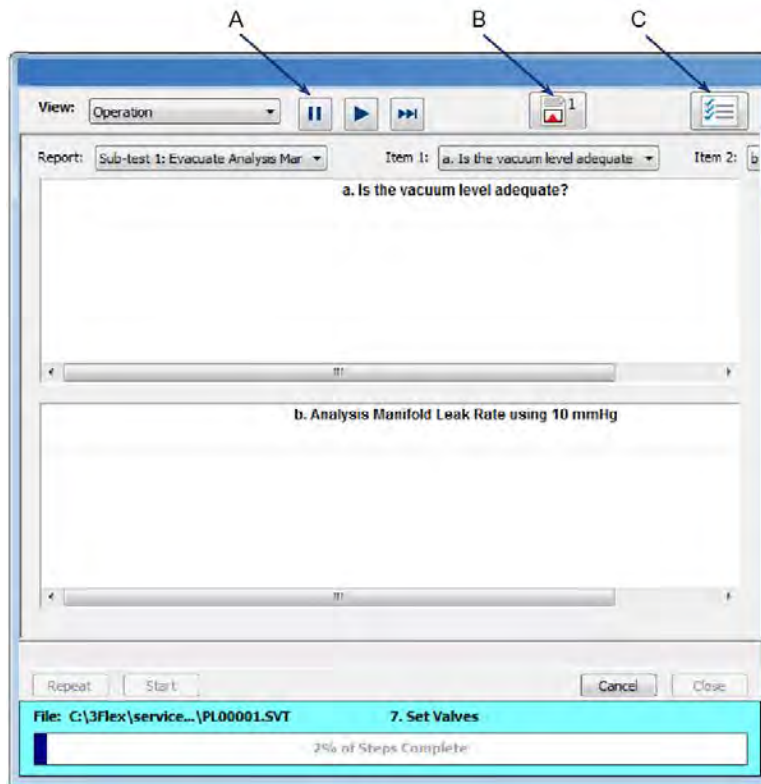 A B C
View: Operation
1
Report: Sub-test 1: Evacuate Analysis Mar Item 1: a. Is the vacuum level adequate Item 2: b
a. Is the vacuum level adequate?
b. Analysis Manifold Leak Rate using 10 mmHg
Repeat Start Cancel Close
File: C:\3Flex\service...\PL00001.SVT 7. Set Valves
2% of Steps Complete